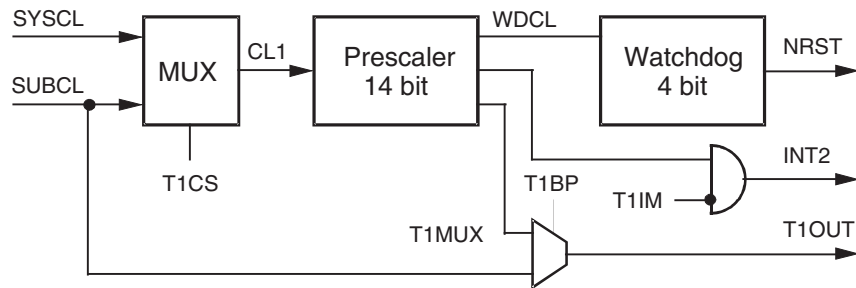 SYSCL
WDCL
SUBCL
MUX
CL1
Prescaler
14 bit
Watchdog
4 bit
NRST
T1CS
INT2
T1BP
T1IM
T1MUX
T1OUT